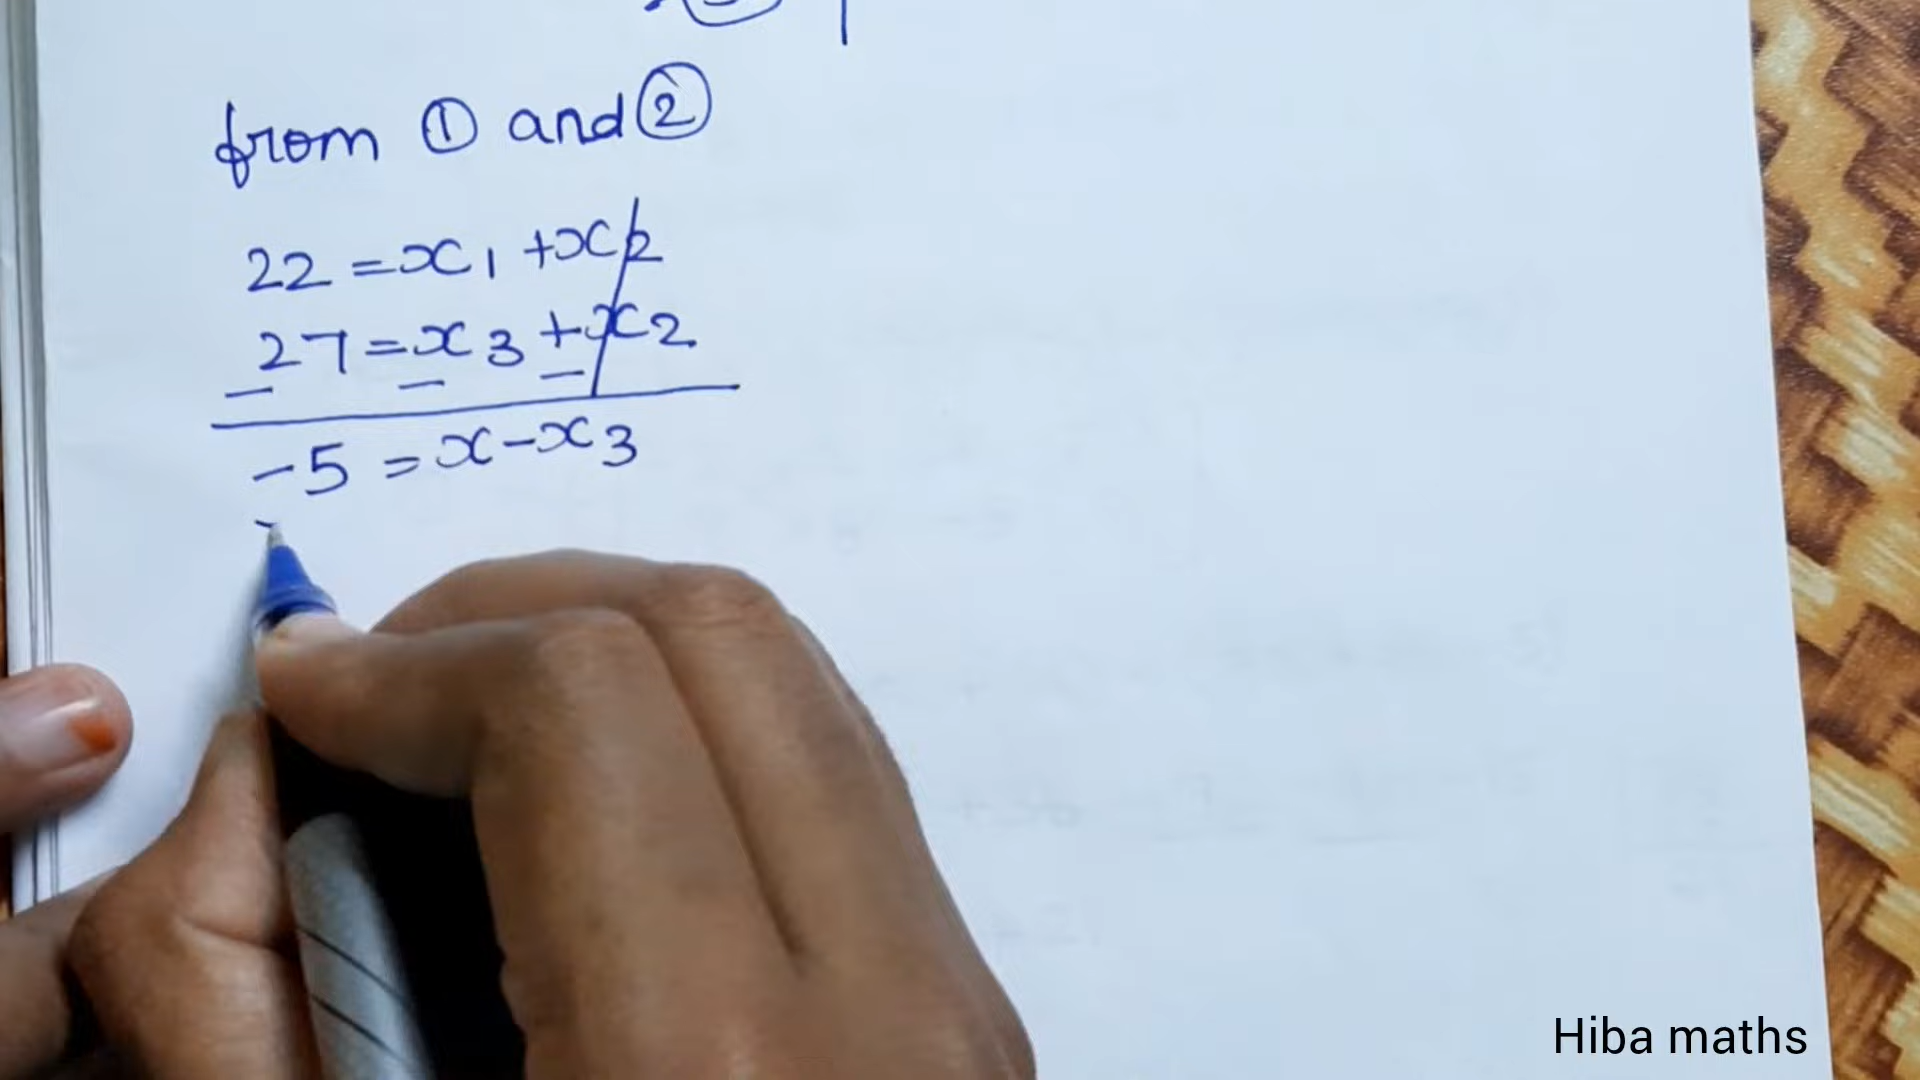 from ① and ②
22 = x1 + x2
27 = x3 + x2
- - -
-5 = x - x3
Hiba maths